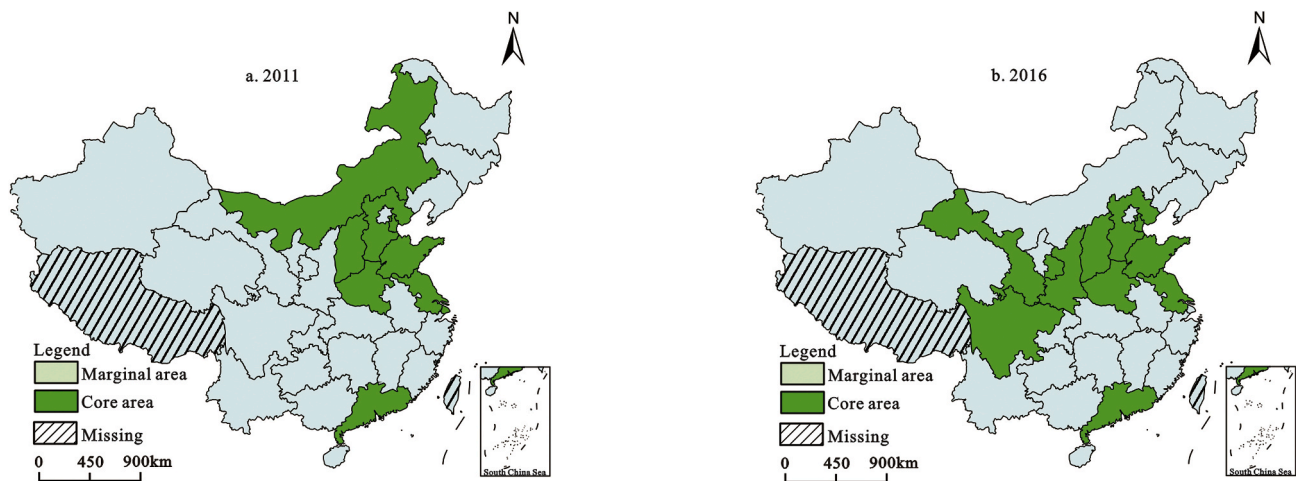 N
a. 2011
Legend
Marginal area
Core area
Missing
0 450 900km
South China Sea
N
b. 2016
Legend
Marginal area
Core area
Missing
0 450 900km
South China Sea